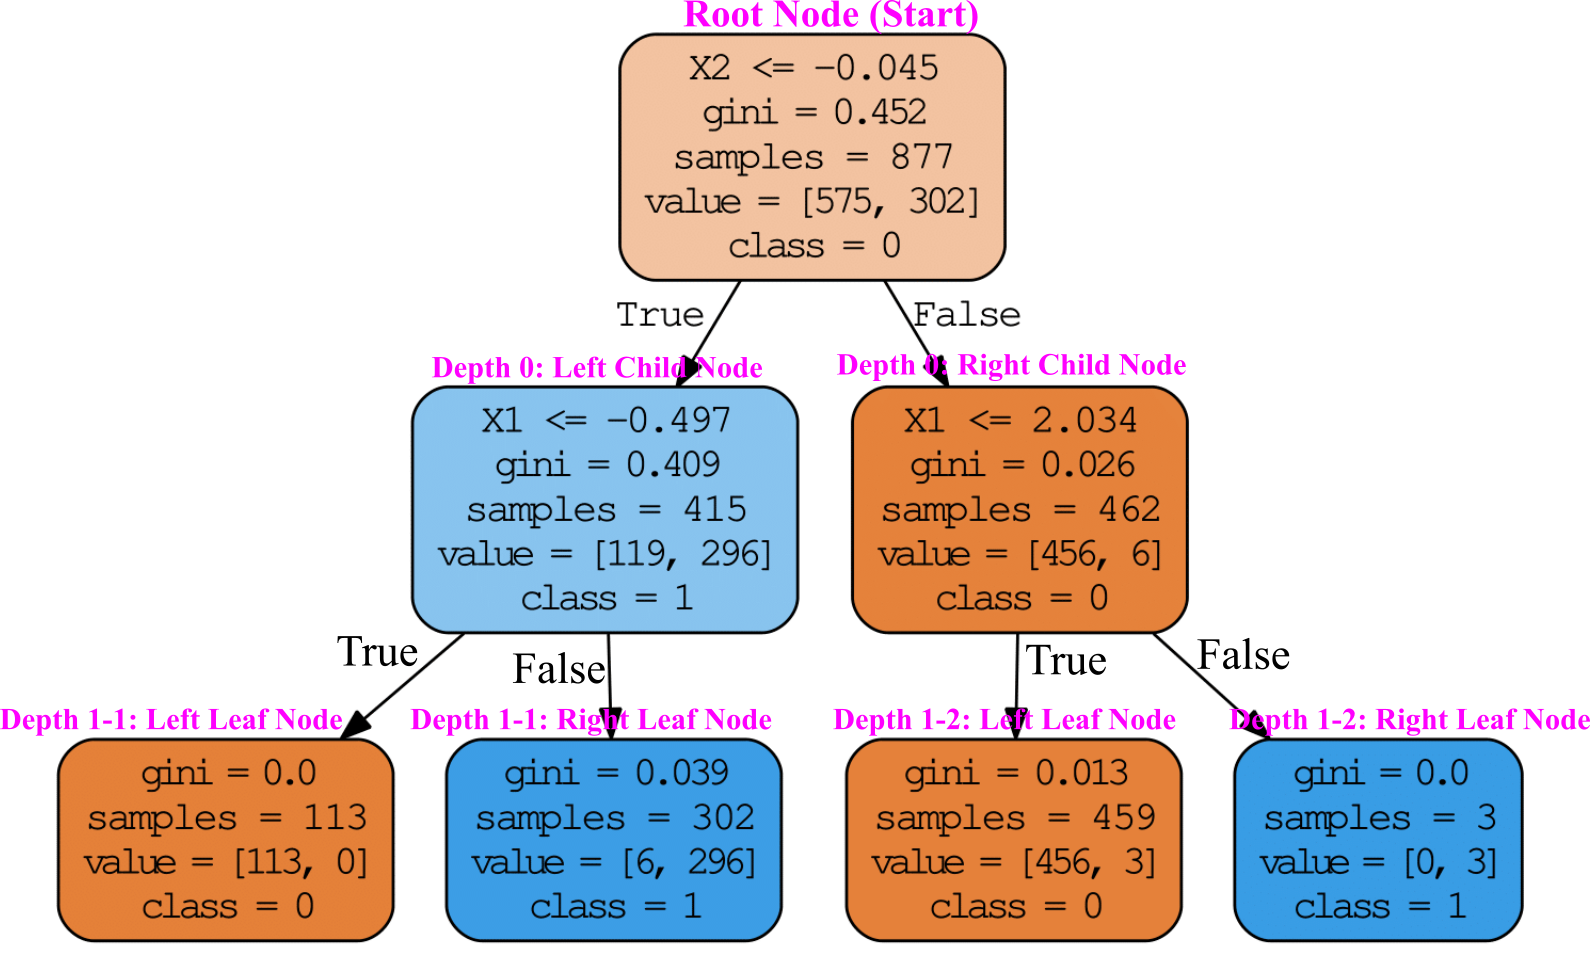 Root Node (Start)
X2 <= -0.045
gini = 0.452
samples = 877
value = [575, 302]
class = 0
True
False
Depth 0: Left Child Node
X1 <= -0.497
gini = 0.409
samples = 415
value = [119, 296]
class = 1
Depth 0: Right Child Node
X1 <= 2.034
gini = 0.026
samples = 462
value = [456, 6]
class = 0
True
False
True
False
Depth 1-1: Left Leaf Node
gini = 0.0
samples = 113
value = [113, 0]
class = 0
Depth 1-1: Right Leaf Node
gini = 0.039
samples = 302
value = [6, 296]
class = 1
Depth 1-2: Left Leaf Node
gini = 0.013
samples = 459
value = [456, 3]
class = 0
Depth 1-2: Right Leaf Node
gini = 0.0
samples = 3
value = [0, 3]
class = 1